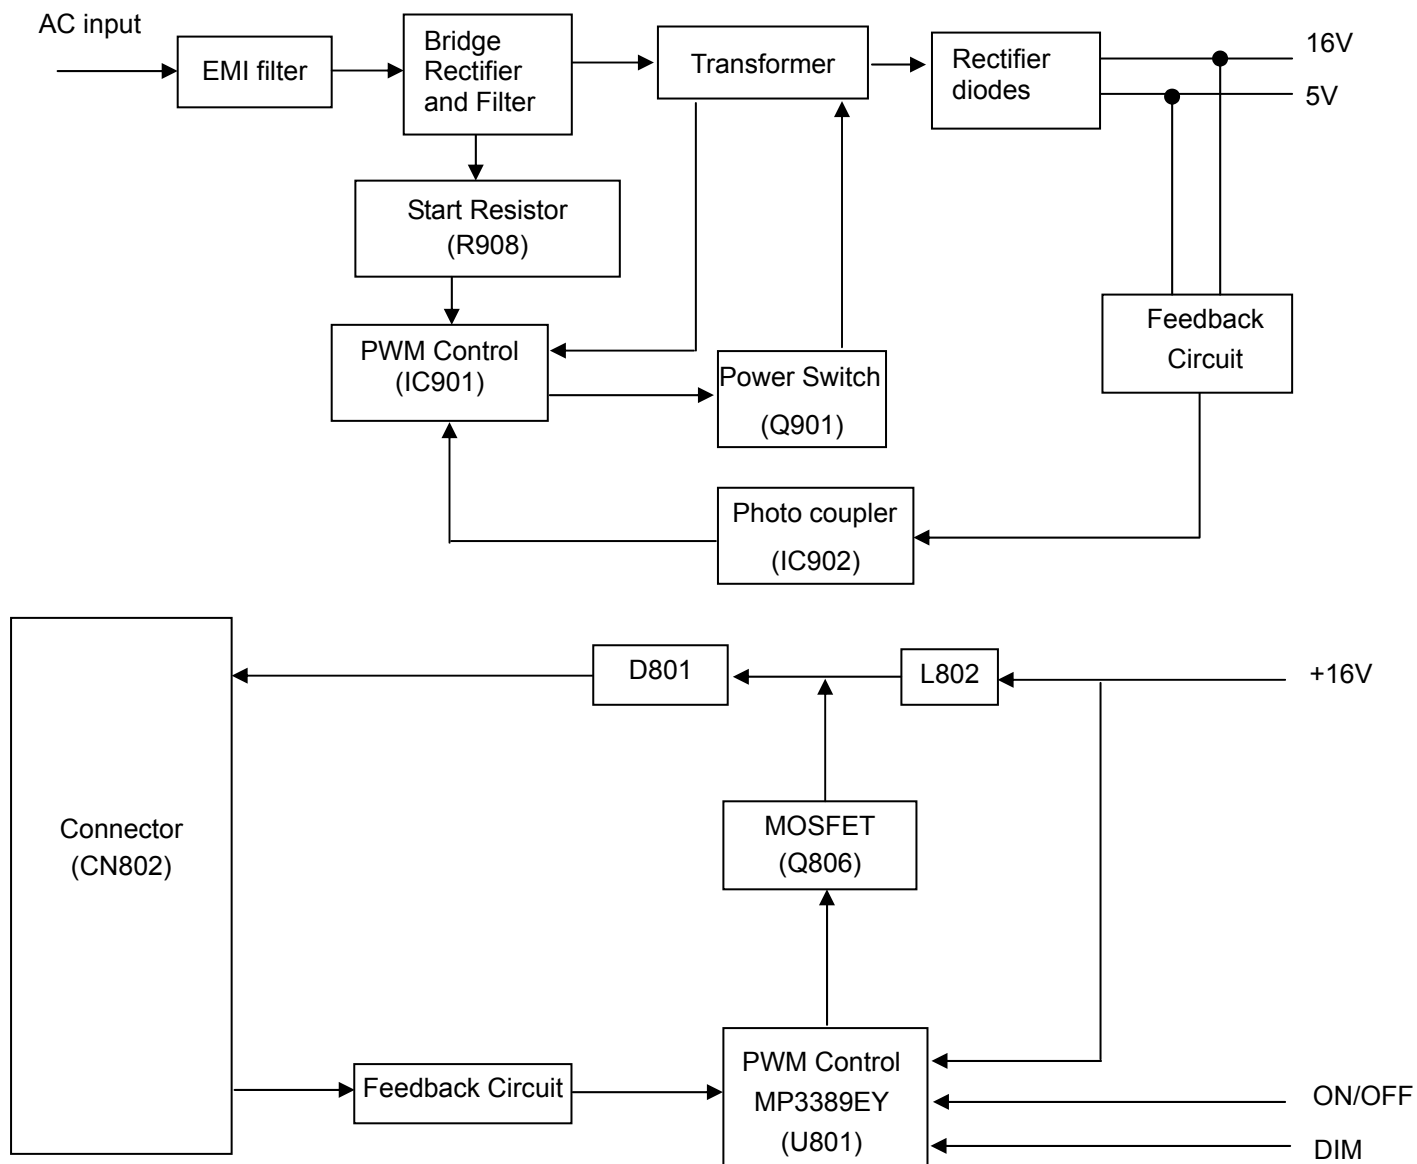 AC input
EMI filter
Bridge
Rectifier
and Filter
Transformer
Rectifier
diodes
16V
5V
Start Resistor
(R908)
PWM Control
(IC901)
Power Switch
(Q901)
Feedback
Circuit
Photo coupler
(IC902)
D801
L802
+16V
Connector
(CN802)
MOSFET
(Q806)
Feedback Circuit
PWM Control
MP3389EY
(U801)
ON/OFF
DIM